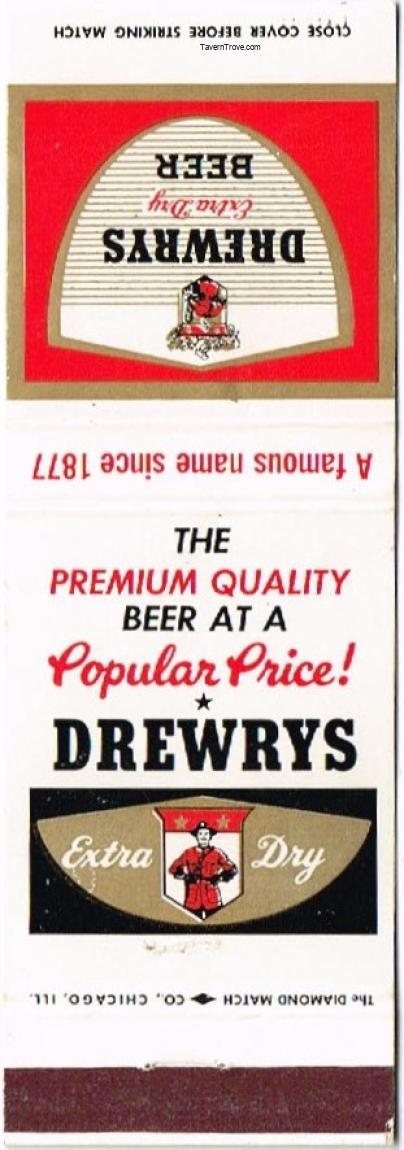 CLOSE COVER BEFORE STRIKING MATCH
TavernTrove.com
DREWRYS
Extra Dry
BEER
A famous name since 1877
THE
PREMIUM QUALITY
BEER AT A
Popular Price!
DREWRYS
Extra Dry
The DIAMOND MATCH CO., CHICAGO, ILL.